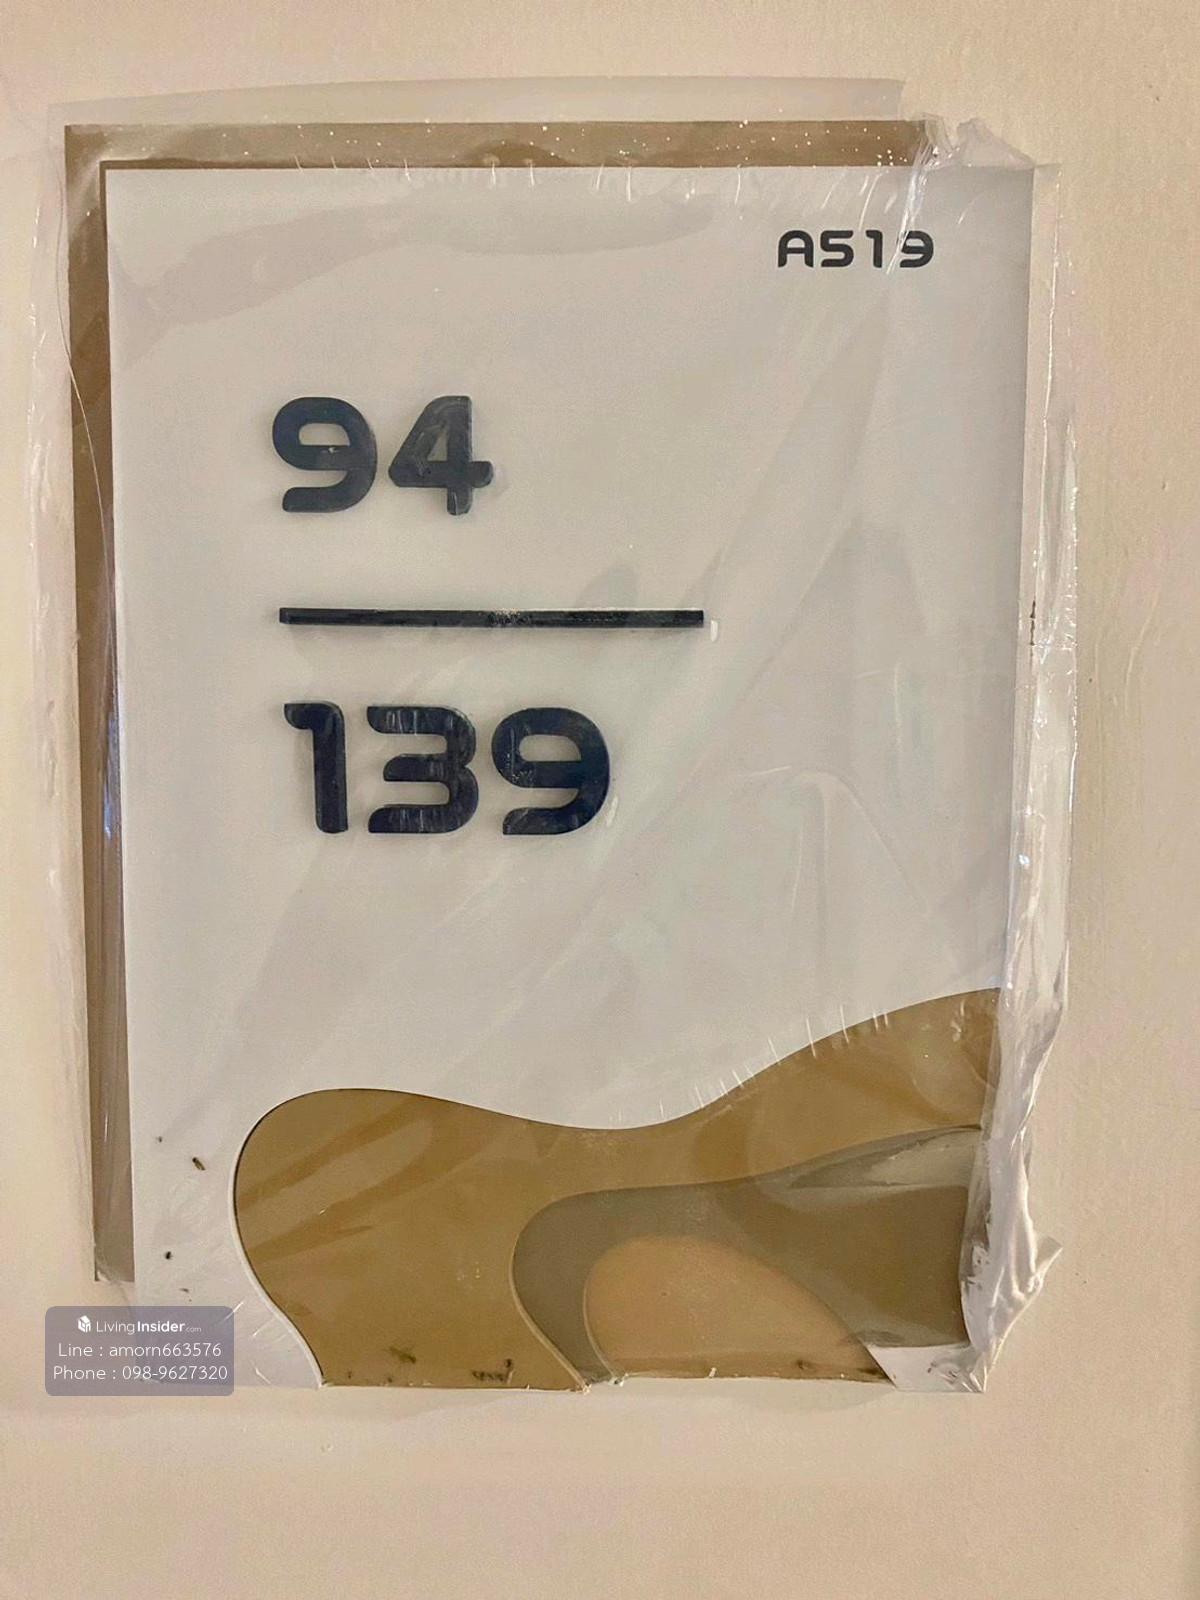 A519
94
139
LivingInsider.com
Line : amorn663576
Phone : 098-9627320